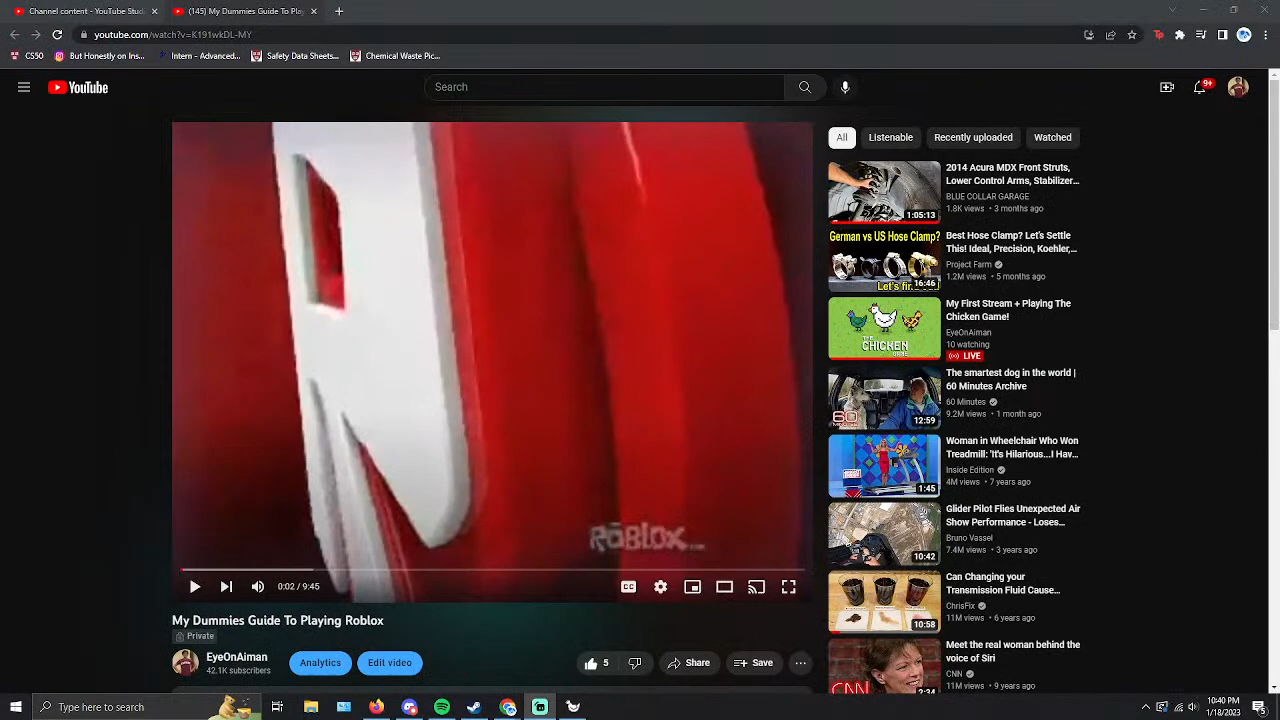 Channel content - YouTube Stud
(145) My Dummies Guide To Play
youtube.com/watch?v=K191wkDL-MY
CS50
But Honestly on Ins...
Intern - Advanced...
Safety Data Sheets...
Chemical Waste Pic...
YouTube
Search
9+
All
Listenable
Recently uploaded
Watched
2014 Acura MDX Front Struts,
Lower Control Arms, Stabilizer...
BLUE COLLAR GARAGE
1.8K views • 3 months ago
1:05:13
German vs US Hose Clamp?
Best Hose Clamp? Let's Settle
This! Ideal, Precision, Koehler,...
Project Farm
1.2M views • 5 months ago
16:46
THE
CHICKEN
GAME
My First Stream + Playing The
Chicken Game!
EyeOnAiman
10 watching
LIVE
60
MINUTES
The smartest dog in the world |
60 Minutes Archive
60 Minutes
9.2M views • 1 month ago
12:59
Woman in Wheelchair Who Won
Treadmill: 'It's Hilarious...I Hav...
Inside Edition
4M views • 7 years ago
1:45
Glider Pilot Flies Unexpected Air
Show Performance - Loses...
Bruno Vassel
7.4M views • 3 years ago
10:42
Can Changing your
Transmission Fluid Cause...
ChrisFix
11M views • 6 years ago
10:58
Meet the real woman behind the
voice of Siri
CNN
11M views • 9 years ago
CNN
2:34
ROBLOX
0:02 / 9:45
CC
My Dummies Guide To Playing Roblox
Private
EyeOnAiman
42.1K subscribers
Analytics
Edit video
5
Share
Save
Type here to search
10:40 PM
1/18/2023